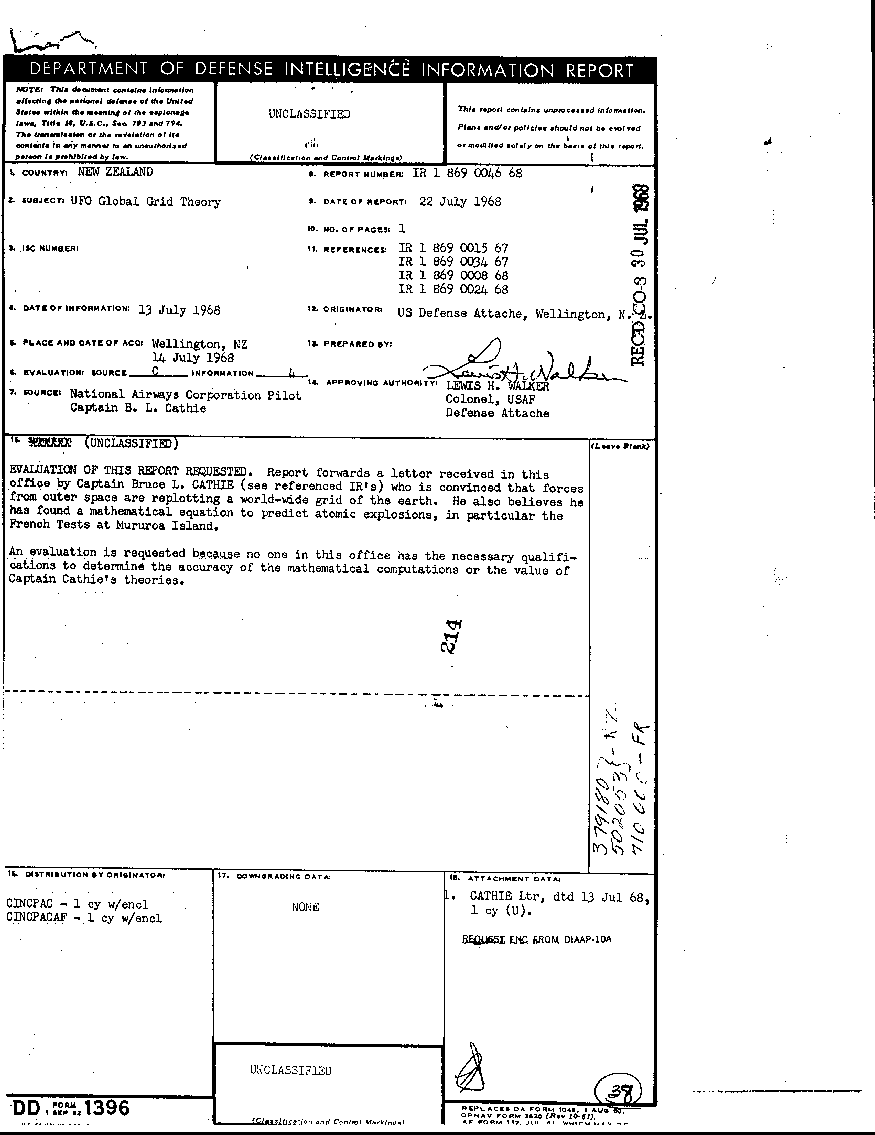 DEPARTMENT OF DEFENSE INTELLIGENCE INFORMATION REPORT
NOTE: This document contains information
affecting the national defense of the United
States within the meaning of the espionage
laws, Title 18, U.S.C., Sec. 793 and 794.
The transmission or the revelation of its
contents in any manner to an unauthorized
person is prohibited by law.
UNCLASSIFIED
(Classification and Control Markings)
This report contains unprocessed information.
Plans and/or policies should not be evolved
or modified solely on the basis of this report.
1. COUNTRY: NEW ZEALAND
8. REPORT NUMBER: IR 1 869 0046 68
2. SUBJECT: UFO Global Grid Theory
9. DATE OF REPORT: 22 July 1968
10. NO. OF PAGES: 1
3. ISC NUMBER:
11. REFERENCES: IR 1 869 0015 67
IR 1 869 0034 67
IR 1 869 0008 68
IR 1 869 0024 68
4. DATE OF INFORMATION: 13 July 1968
12. ORIGINATOR: US Defense Attache, Wellington, N.Z.
5. PLACE AND DATE OF ACQ: Wellington, NZ
14 July 1968
13. PREPARED BY:
6. EVALUATION: SOURCE C INFORMATION 4
14. APPROVING AUTHORITY: LEWIS H. WALKER
Colonel, USAF
Defense Attache
7. SOURCE: National Airways Corporation Pilot
Captain B. L. Cathie
REC'D CO-3 30 JUL 1968
15. (UNCLASSIFIED)
(Leave Blank)
EVALUATION OF THIS REPORT REQUESTED. Report forwards a letter received in this
office by Captain Bruce L. CATHIE (see referenced IR's) who is convinced that forces
from outer space are replotting a world-wide grid of the earth. He also believes he
has found a mathematical equation to predict atomic explosions, in particular the
French Tests at Mururoa Island.
An evaluation is requested because no one in this office has the necessary qualifi-
cations to determine the accuracy of the mathematical computations or the value of
Captain Cathie's theories.
214
379180
502053 } - NZ
- FR
16. DISTRIBUTION BY ORIGINATOR:
CINCPAC - 1 cy w/encl
CINCPACAF - 1 cy w/encl
17. DOWNGRADING DATA:
NONE
18. ATTACHMENT DATA:
1. CATHIE Ltr, dtd 13 Jul 68,
1 cy (U).
REQUEST ENC FROM DIAAP-10A
UNCLASSIFIED
(Classification and Control Markings)
38
DD FORM 1 SEP 62 1396
REPLACES DA FORM 1048, 1 AUG 60,
OPNAV FORM 3820 (Rev 10-61),